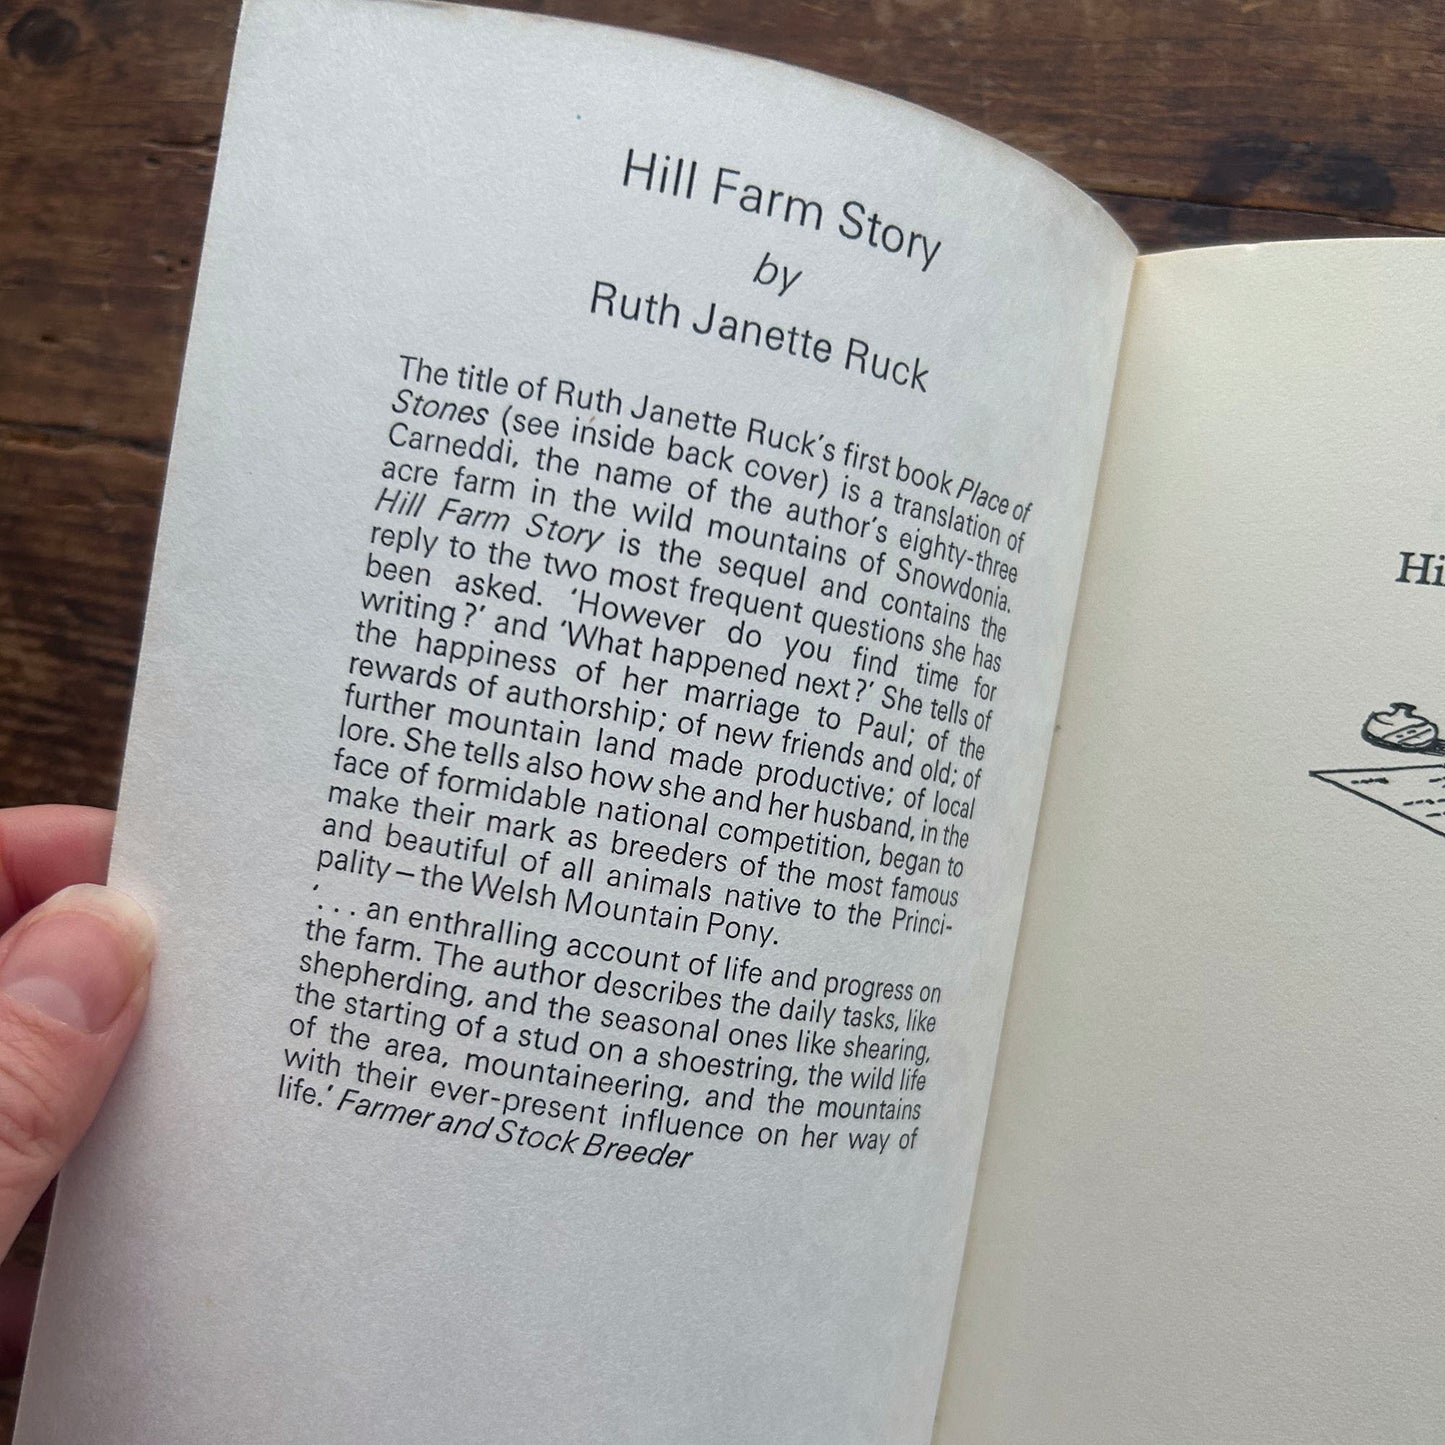 Hill Farm Story
by
Ruth Janette Ruck
The title of Ruth Janette Ruck's first book Place of
Stones (see inside back cover) is a translation of
Carneddi, the name of the author's eighty-three
acre farm in the wild mountains of Snowdonia.
Hill Farm Story is the sequel and contains the
reply to the two most frequent questions she has
been asked. 'However do you find time for
writing?' and 'What happened next?' She tells of
the happiness of her marriage to Paul; of the
rewards of authorship; of new friends and old; of
further mountain land made productive; of local
lore. She tells also how she and her husband, in the
face of formidable national competition, began to
make their mark as breeders of the most famous
and beautiful of all animals native to the Princi-
pality – the Welsh Mountain Pony.
'. . . an enthralling account of life and progress on
the farm. The author describes the daily tasks, like
shepherding, and the seasonal ones like shearing,
the starting of a stud on a shoestring, the wild life
of the area, mountaineering, and the mountains
with their ever-present influence on her way of
life.' Farmer and Stock Breeder
Hi